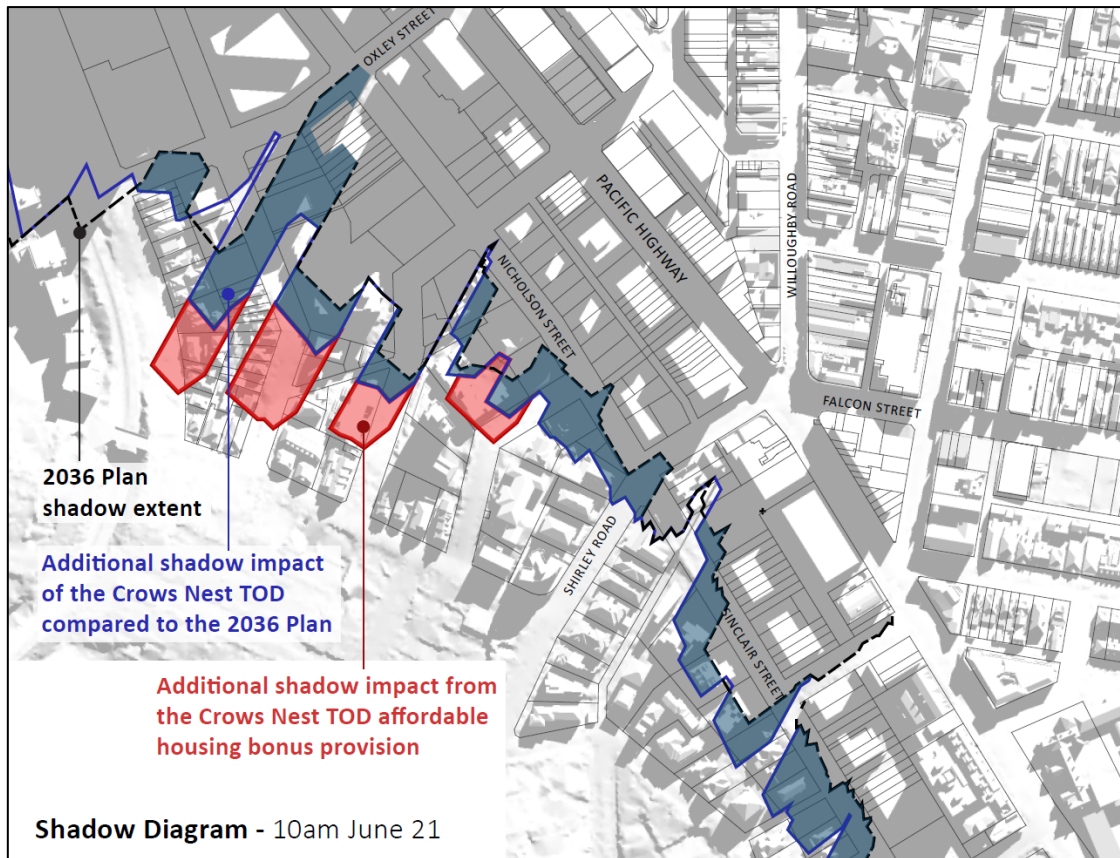 OXLEY STREET
PACIFIC HIGHWAY
WILLOUGHBY ROAD
NICHOLSON STREET
FALCON STREET
2036 Plan
shadow extent
SHIRLEY ROAD
Additional shadow impact
of the Crows Nest TOD
compared to the 2036 Plan
SINCLAIR STREET
Additional shadow impact from
the Crows Nest TOD affordable
housing bonus provision
Shadow Diagram - 10am June 21